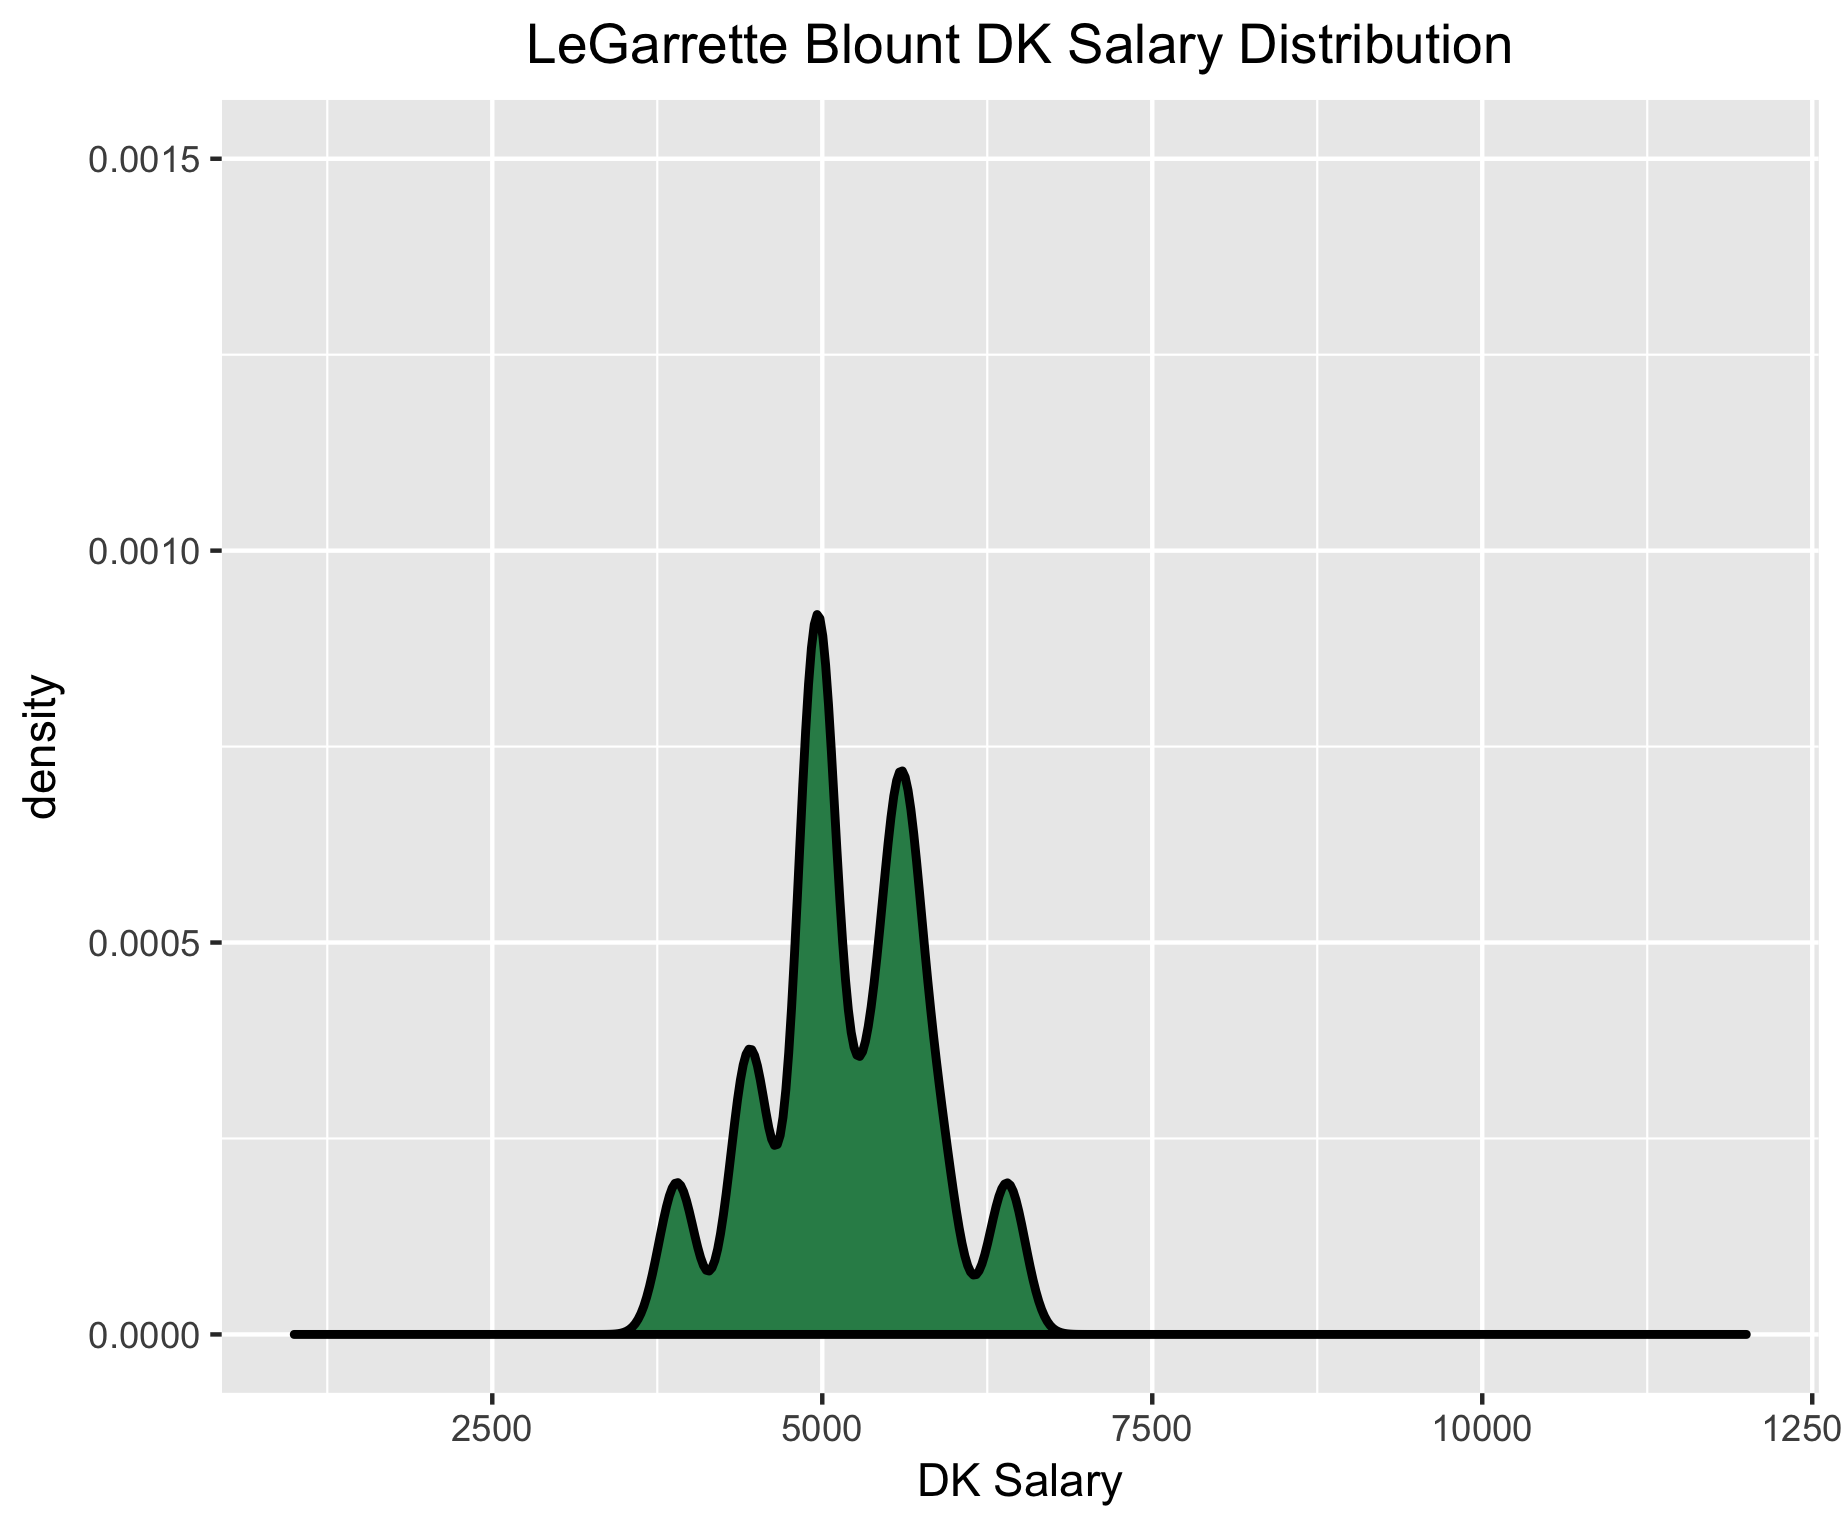 LeGarrette Blount DK Salary Distribution
0.0015
0.0010
0.0005
0.0000
density
2500 5000 7500 10000 1250
DK Salary